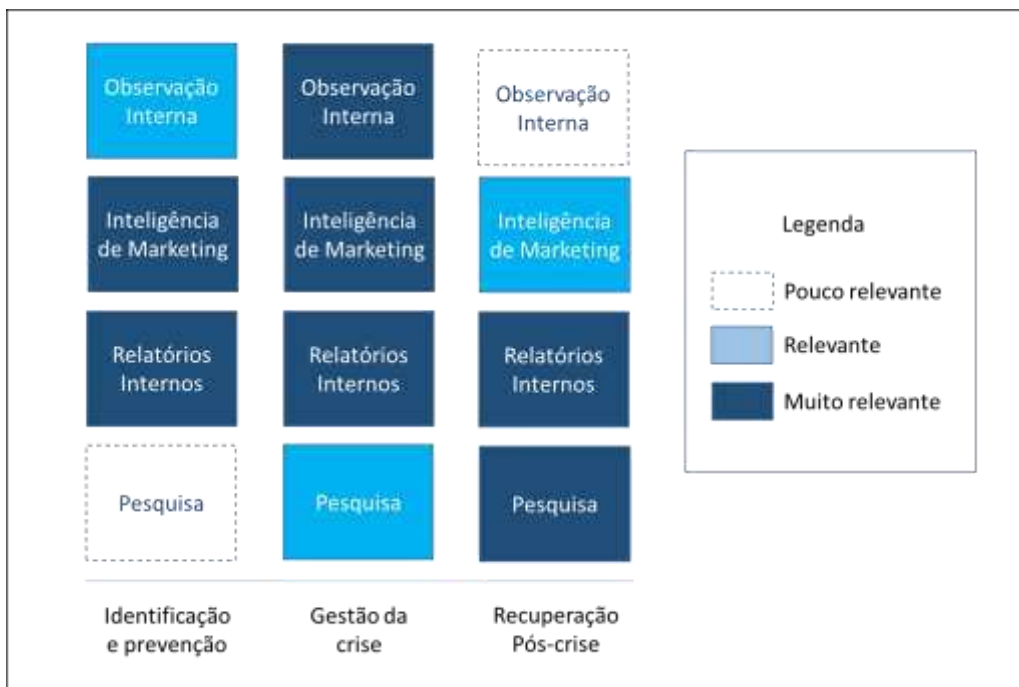 Observação
Interna
Observação
Interna
Observação
Interna
Inteligência
de Marketing
Inteligência
de Marketing
Inteligência
de Marketing
Relatórios
Internos
Relatórios
Internos
Relatórios
Internos
Pesquisa
Pesquisa
Pesquisa
Identificação
e prevenção
Gestão da
crise
Recuperação
Pós-crise
Legenda
Pouco relevante
Relevante
Muito relevante